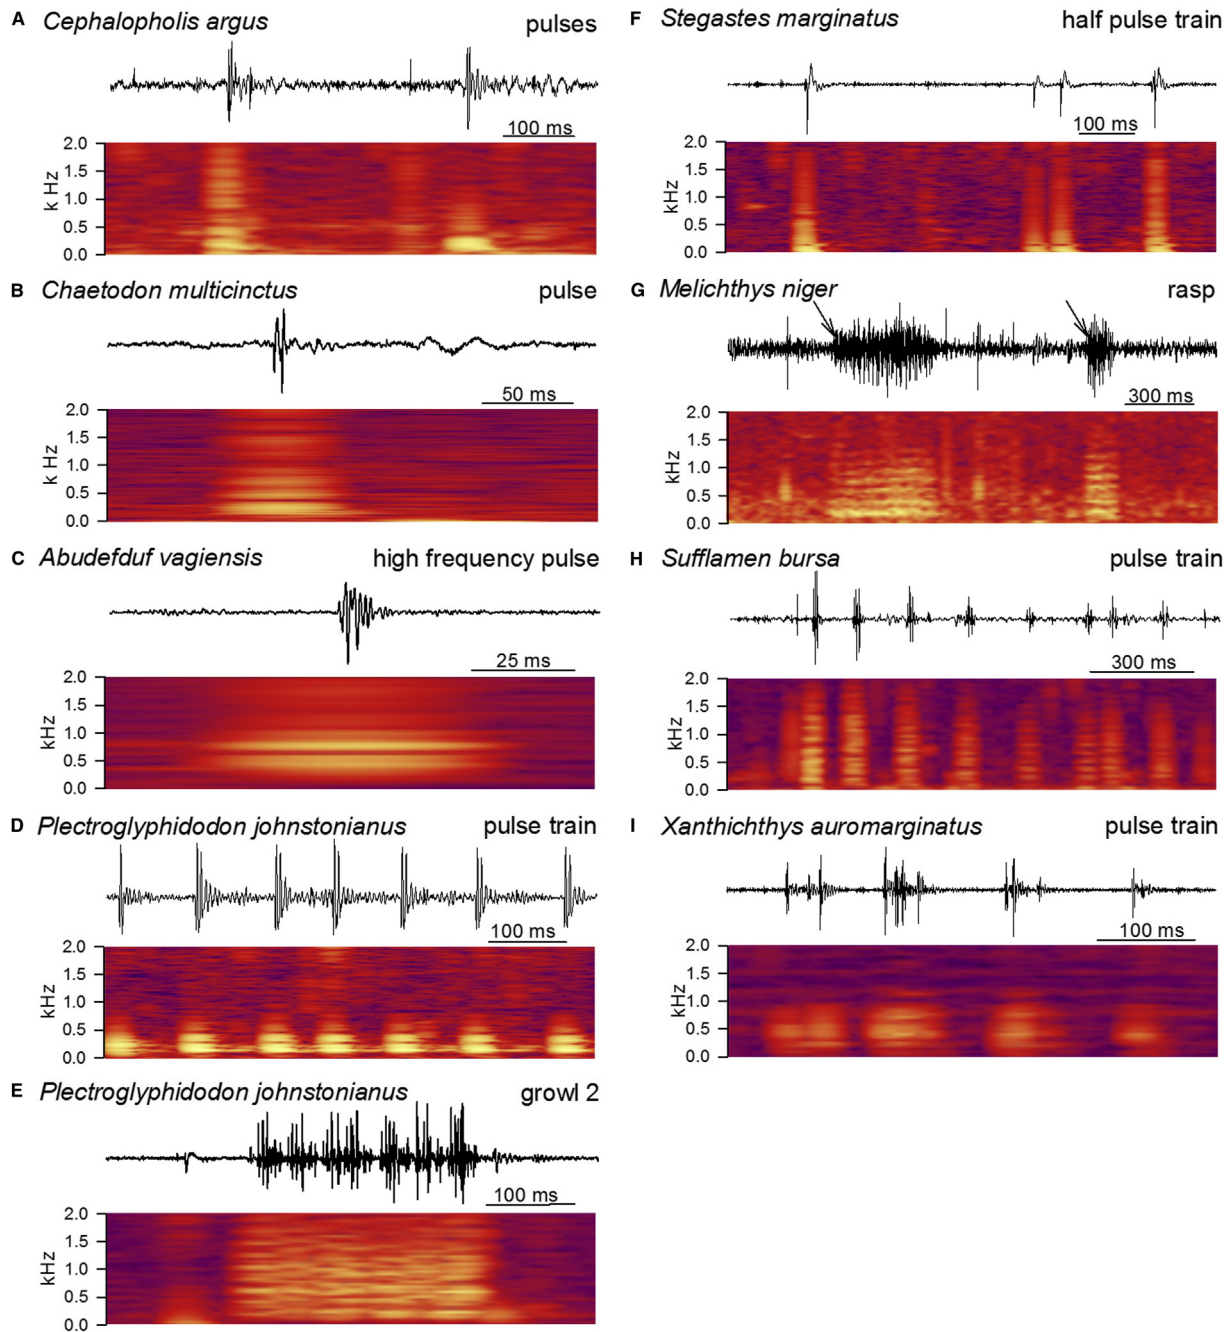 A Cephalopholis argus pulses
100 ms
2.0
1.5
1.0
0.5
0.0
k Hz
B Chaetodon multicinctus pulse
50 ms
2.0
1.5
1.0
0.5
0.0
k Hz
C Abudefduf vagiensis high frequency pulse
25 ms
2.0
1.5
1.0
0.5
0.0
kHz
D Plectroglyphidodon johnstonianus pulse train
100 ms
2.0
1.5
1.0
0.5
0.0
kHz
E Plectroglyphidodon johnstonianus growl 2
100 ms
2.0
1.5
1.0
0.5
0.0
kHz
F Stegastes marginatus half pulse train
100 ms
2.0
1.5
1.0
0.5
0.0
kHz
G Melichthys niger rasp
300 ms
2.0
1.5
1.0
0.5
0.0
kHz
H Sufflamen bursa pulse train
300 ms
2.0
1.5
1.0
0.5
0.0
kHz
I Xanthichthys auromarginatus pulse train
100 ms
2.0
1.5
1.0
0.5
0.0
kHz